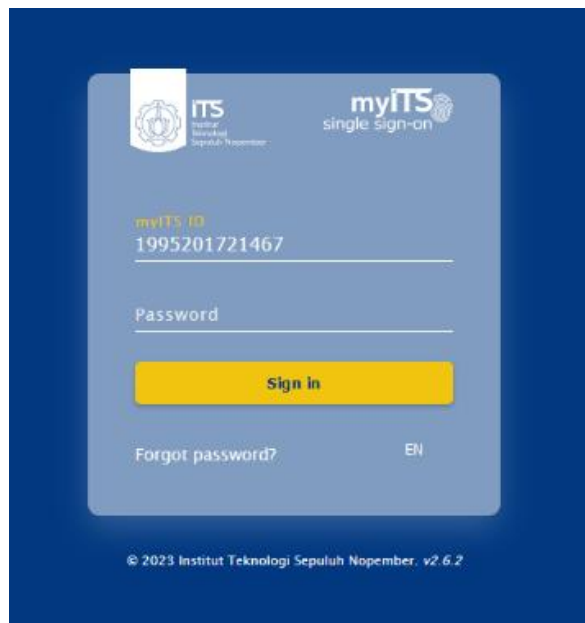 ITS
Institut
Teknologi
Sepuluh Nopember
myITS
single sign-on
myITS ID
1995201721467
Password
Sign in
Forgot password?
EN
© 2023 Institut Teknologi Sepuluh Nopember. v2.6.2